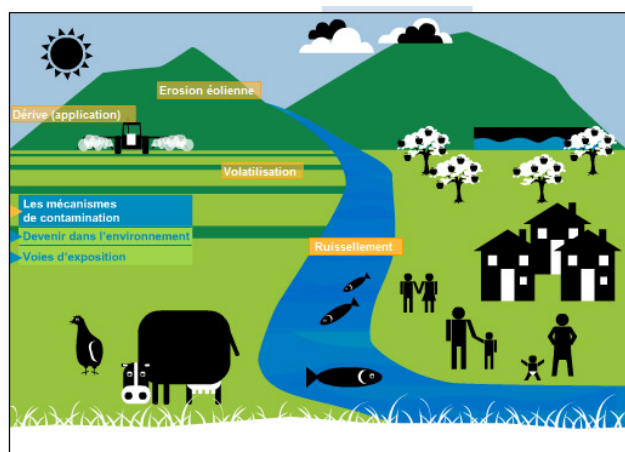 Erosion éolienne
Dérive (application)
Volatilisation
Les mécanismes
de contamination
Devenir dans l'environnement
Voies d'exposition
Ruissellement